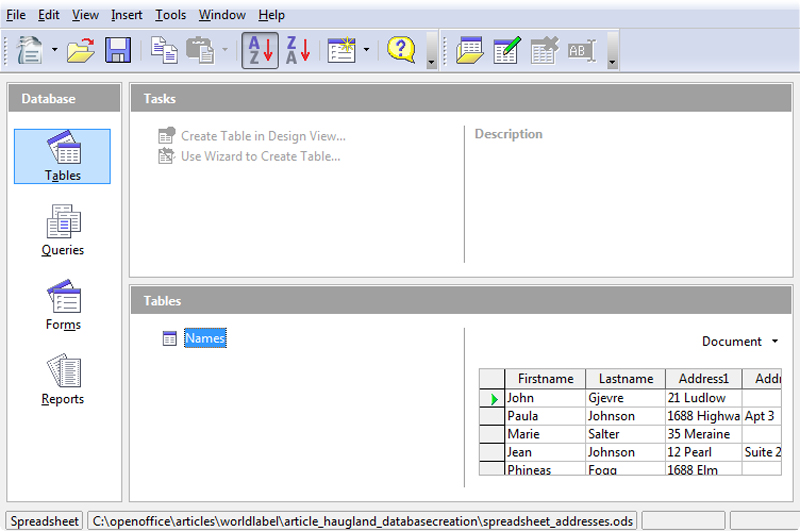 File Edit View Insert Tools Window Help
A Z Z A ? AB
Database
Tables
Queries
Forms
Reports
Tasks
Create Table in Design View...
Use Wizard to Create Table...
Description
Tables
Names
Document
Firstname Lastname Address1 Addr
John Gjevre 21 Ludlow
Paula Johnson 1688 Highwa Apt 3
Marie Salter 35 Meraine
Jean Johnson 12 Pearl Suite 2
Phineas Fogg 1688 Elm
Spreadsheet C:\openoffice\articles\worldlabel\article_haugland_databasecreation\spreadsheet_addresses.ods